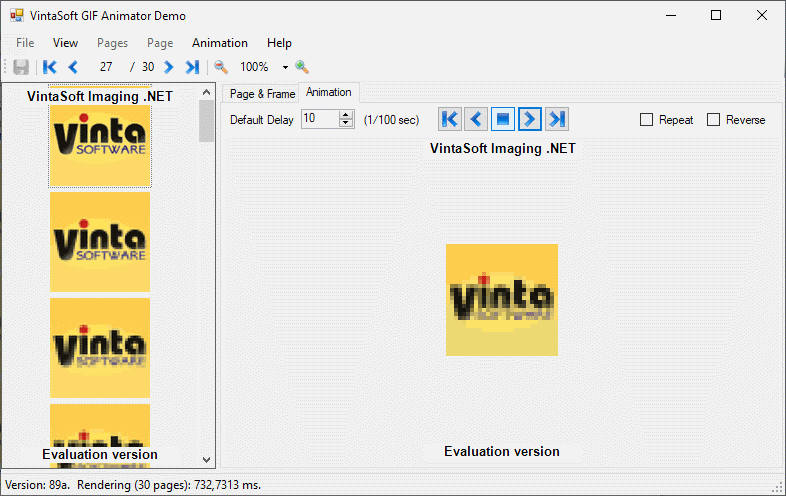 VintaSoft GIF Animator Demo
File View Pages Page Animation Help
27 / 30 100%
VintaSoft Imaging .NET
Vinta
SOFTWARE
Vinta
SOFTWARE
Vinta
SOFTWARE
Evaluation version
Page & Frame Animation
Default Delay 10 (1/100 sec) Repeat Reverse
VintaSoft Imaging .NET
Vinta
SOFTWARE
Evaluation version
Version: 89a. Rendering (30 pages): 732,7313 ms.